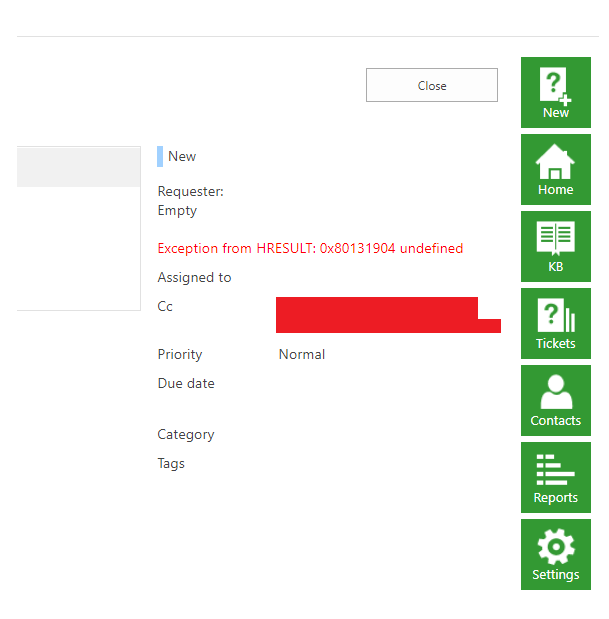 Close
New
Requester:
Empty
Exception from HRESULT: 0x80131904 undefined
Assigned to
Cc
Priority Normal
Due date
Category
Tags
New
Home
KB
Tickets
Contacts
Reports
Settings